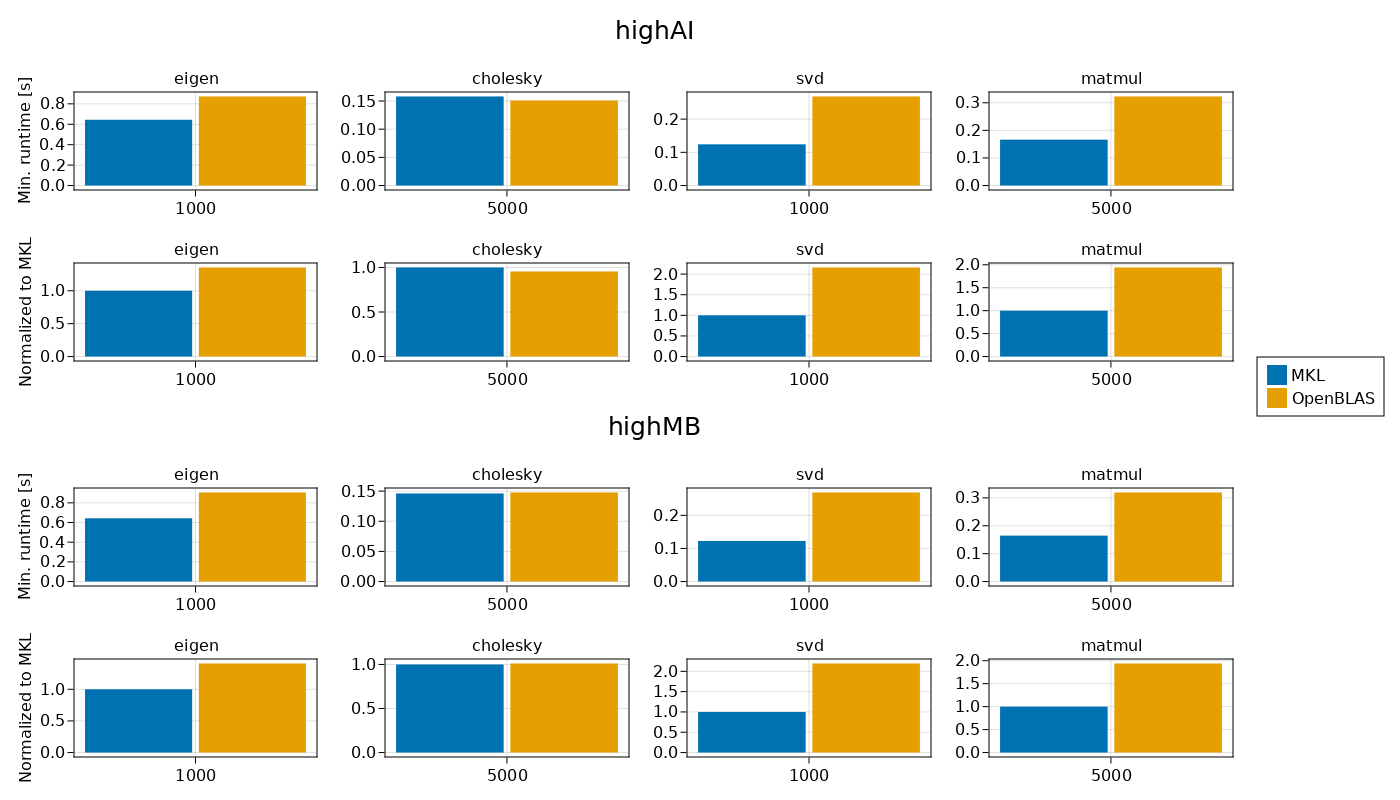 highAI
eigen cholesky svd matmul
Min. runtime [s]
0.8 0.6 0.4 0.2 0.0
0.15 0.10 0.05 0.00
0.2 0.1 0.0
0.3 0.2 0.1 0.0
1000 5000 1000 5000
eigen cholesky svd matmul
Normalized to MKL
1.0 0.5 0.0
1.0 0.5 0.0
2.0 1.5 1.0 0.5 0.0
2.0 1.5 1.0 0.5 0.0
1000 5000 1000 5000
MKL
OpenBLAS
highMB
eigen cholesky svd matmul
Min. runtime [s]
0.8 0.6 0.4 0.2 0.0
0.15 0.10 0.05 0.00
0.2 0.1 0.0
0.3 0.2 0.1 0.0
1000 5000 1000 5000
eigen cholesky svd matmul
Normalized to MKL
1.0 0.5 0.0
1.0 0.5 0.0
2.0 1.5 1.0 0.5 0.0
2.0 1.5 1.0 0.5 0.0
1000 5000 1000 5000